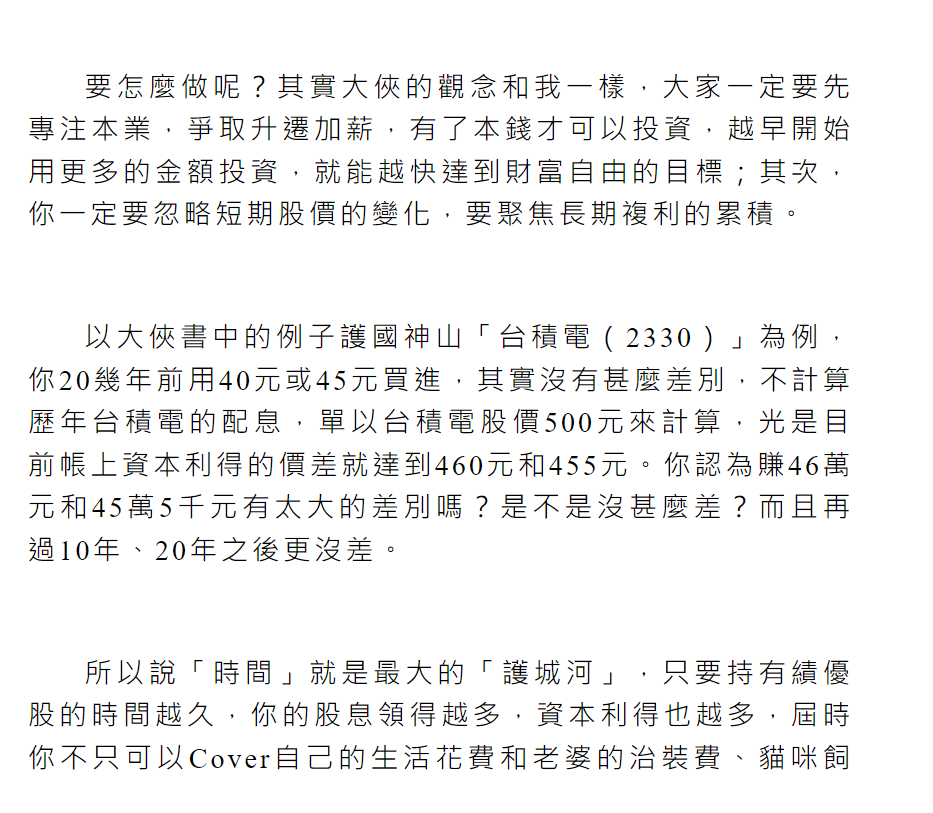 要怎麼做呢？其實大俠的觀念和我一樣，大家一定要先
專注本業，爭取升遷加薪，有了本錢才可以投資，越早開始
用更多的金額投資，就能越快達到財富自由的目標；其次，
你一定要忽略短期股價的變化，要聚焦長期複利的累積。
以大俠書中的例子護國神山「台積電（2330）」為例，
你20幾年前用40元或45元買進，其實沒有甚麼差別，不計算
歷年台積電的配息，單以台積電股價500元來計算，光是目
前帳上資本利得的價差就達到460元和455元。你認為賺46萬
元和45萬5千元有太大的差別嗎？是不是沒甚麼差？而且再
過10年、20年之後更沒差。
所以說「時間」就是最大的「護城河」，只要持有績優
股的時間越久，你的股息領得越多，資本利得也越多，屆時
你不只可以Cover自己的生活花費和老婆的治裝費、貓咪飼